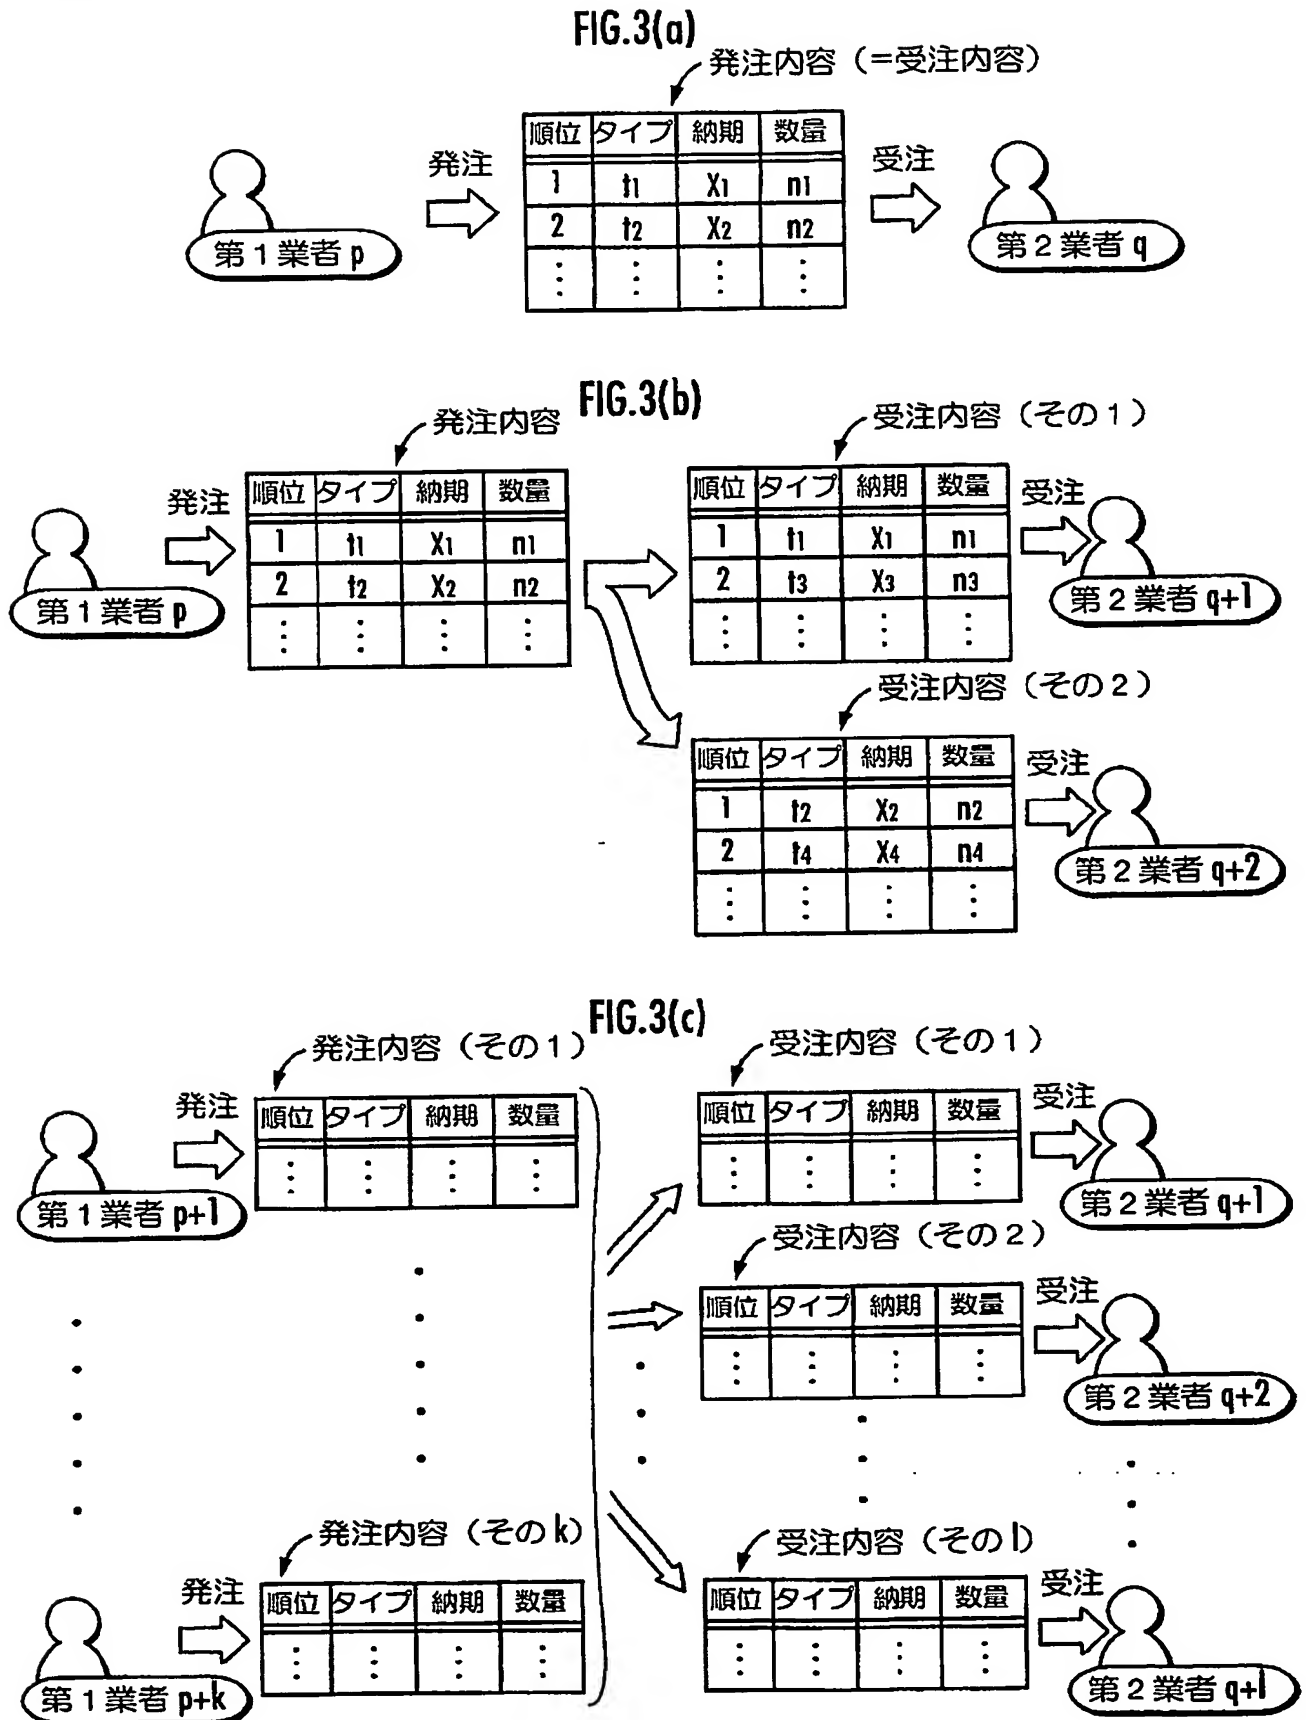 FIG.3(a)
発注内容（=受注内容）
順位 タイプ 納期 数量
1 t1 X1 n1
2 t2 X2 n2
⋮ ⋮ ⋮ ⋮
発注
受注
第1業者 p
第2業者 q
FIG.3(b)
発注内容
発注
順位 タイプ 納期 数量
1 t1 X1 n1
2 t2 X2 n2
⋮ ⋮ ⋮ ⋮
第1業者 p
受注内容（その1）
順位 タイプ 納期 数量
1 t1 X1 n1
2 t3 X3 n3
⋮ ⋮ ⋮ ⋮
受注
第2業者 q+1
受注内容（その2）
順位 タイプ 納期 数量
1 t2 X2 n2
2 t4 X4 n4
⋮ ⋮ ⋮ ⋮
受注
第2業者 q+2
FIG.3(c)
発注内容（その1）
発注
順位 タイプ 納期 数量
⋮ ⋮ ⋮ ⋮
第1業者 p+1
発注内容（そのk）
発注
順位 タイプ 納期 数量
⋮ ⋮ ⋮ ⋮
第1業者 p+k
受注内容（その1）
順位 タイプ 納期 数量
⋮ ⋮ ⋮ ⋮
受注
第2業者 q+1
受注内容（その2）
順位 タイプ 納期 数量
⋮ ⋮ ⋮ ⋮
受注
第2業者 q+2
受注内容（そのl）
順位 タイプ 納期 数量
⋮ ⋮ ⋮ ⋮
受注
第2業者 q+l